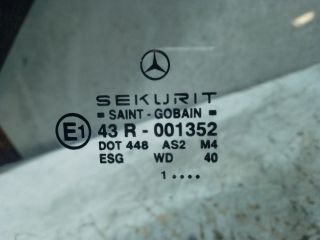 SEKURIT
SAINT - GOBAIN
E1 43 R - 001352
DOT 448 AS2 M4
ESG WD 40
1 ....